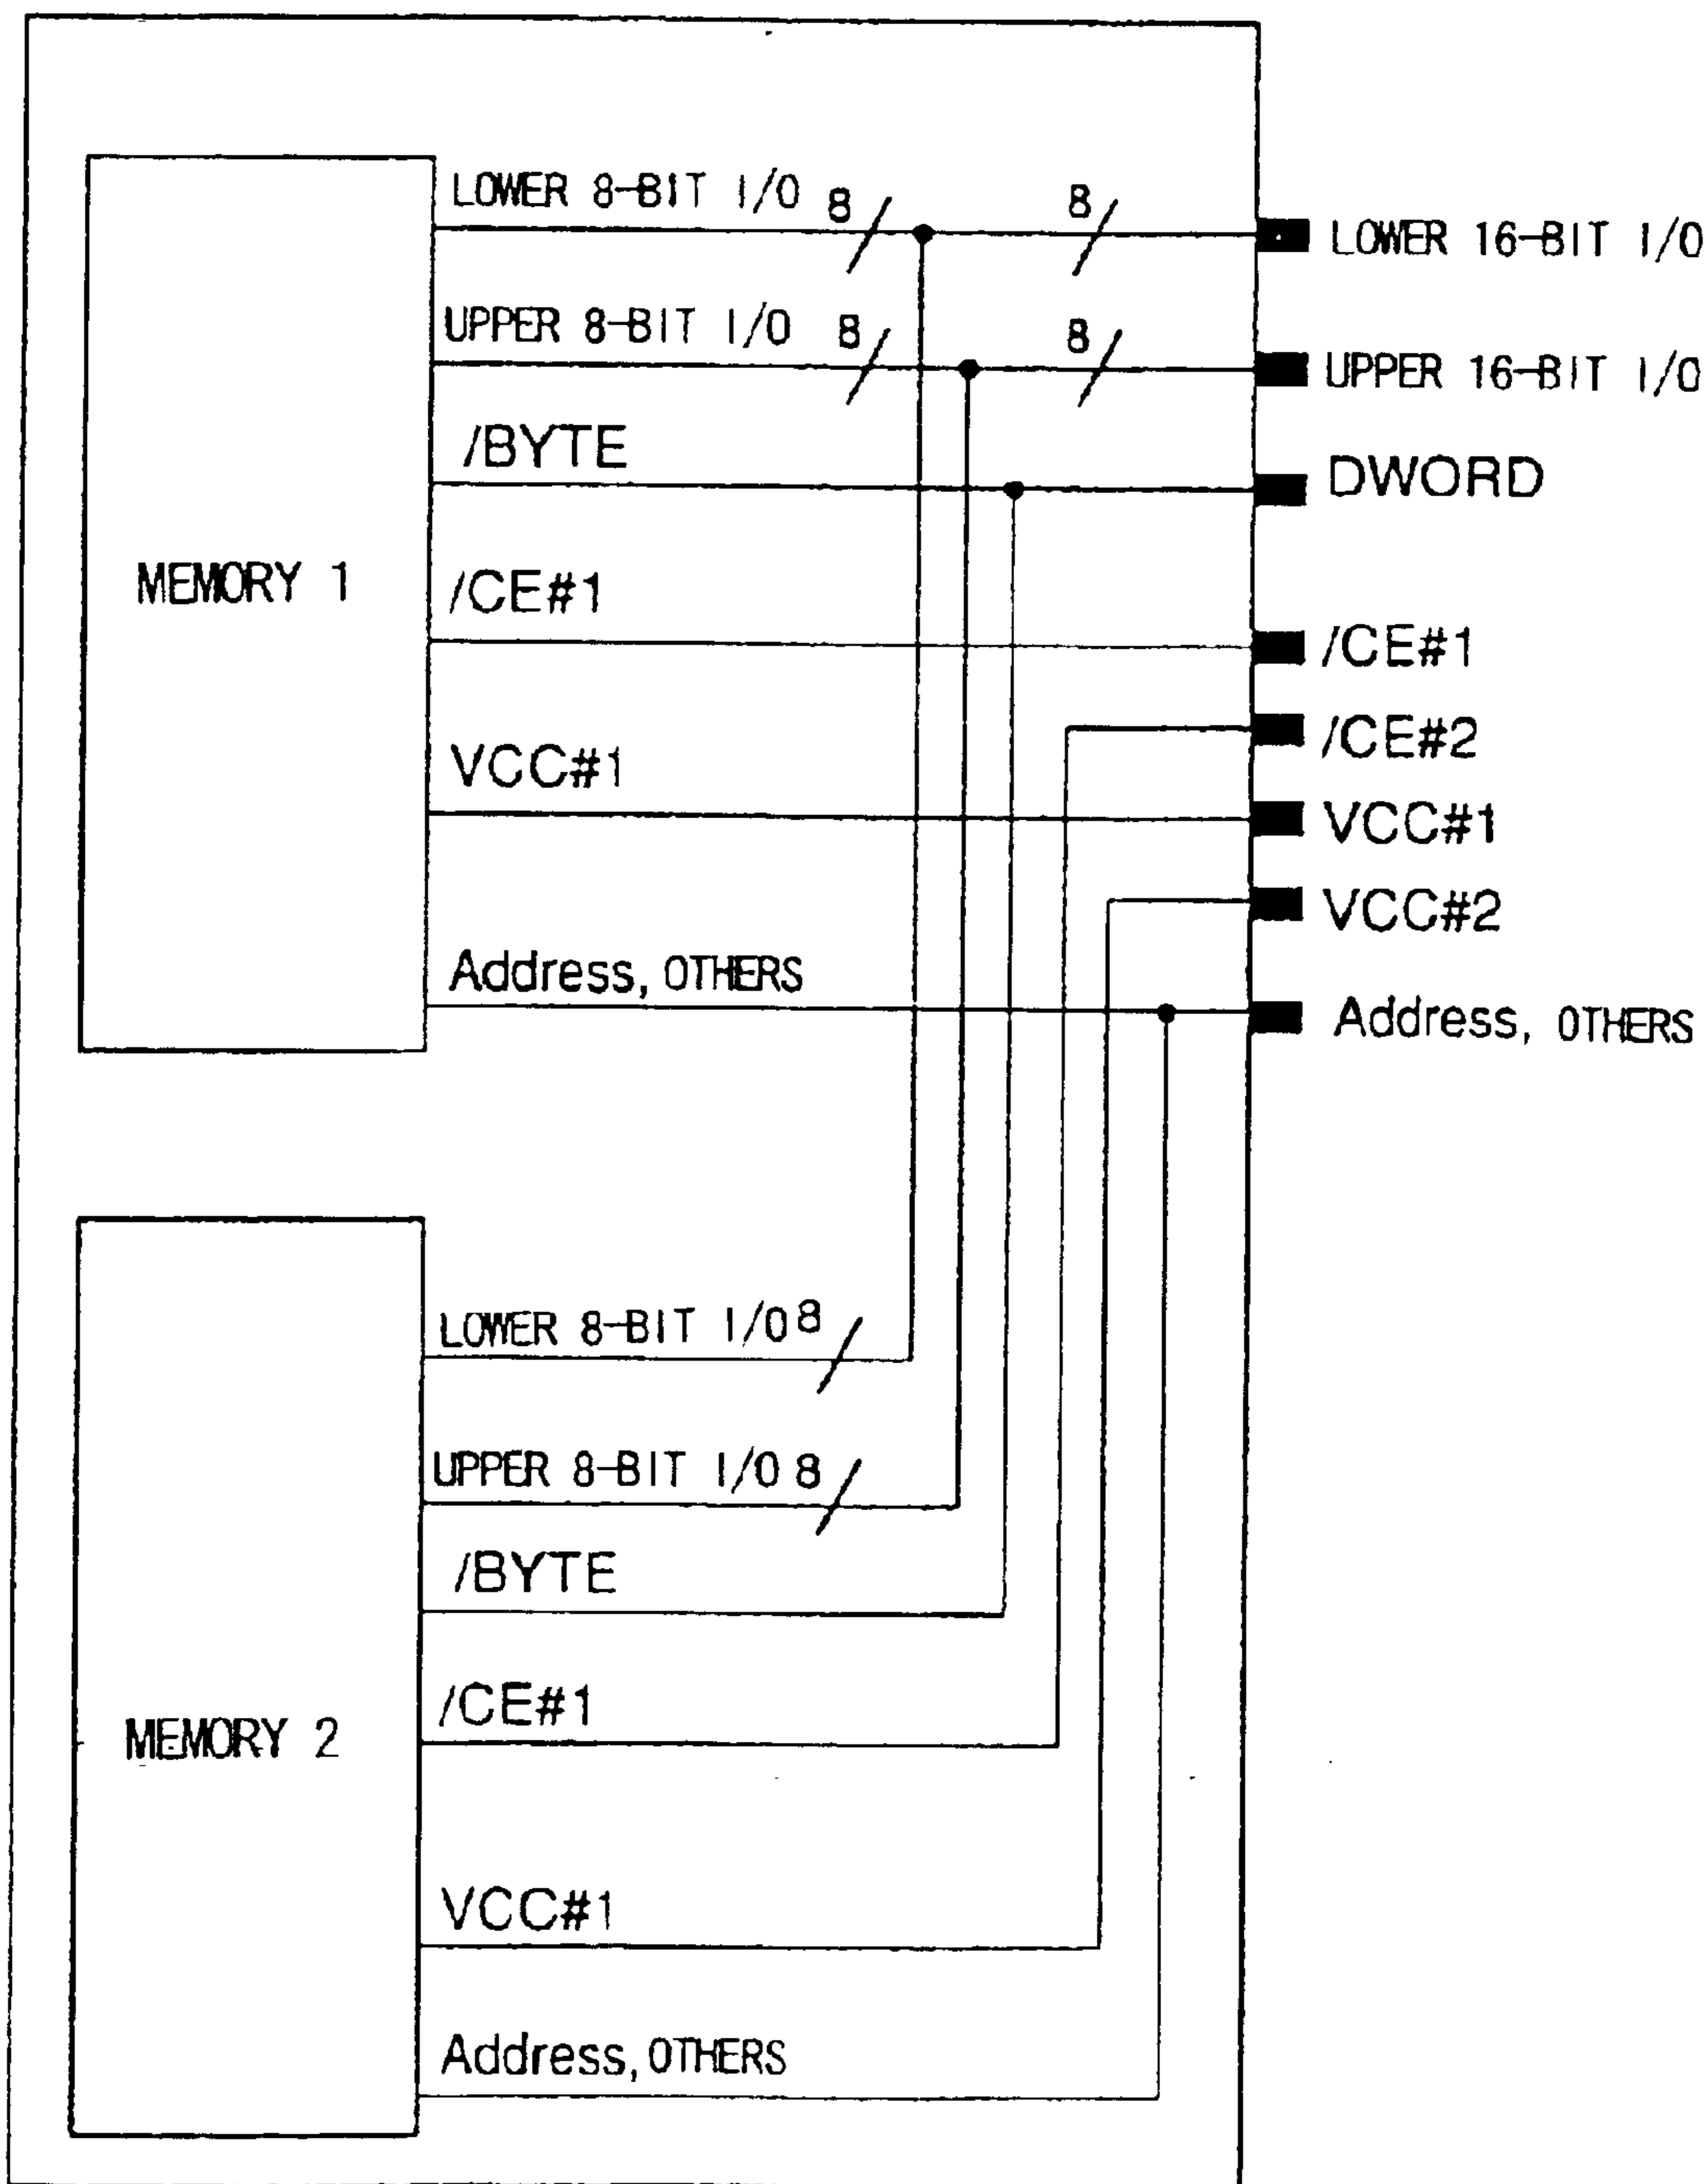 LOWER 8-BIT I/O 8 8 LOWER 16-BIT I/O
UPPER 8-BIT I/O 8 8 UPPER 16-BIT I/O
/BYTE DWORD
MEMORY 1
/CE#1 /CE#1
/CE#2
VCC#1 VCC#1
VCC#2
Address, OTHERS Address, OTHERS
LOWER 8-BIT I/O 8
UPPER 8-BIT I/O 8
/BYTE
/CE#1
MEMORY 2
VCC#1
Address, OTHERS